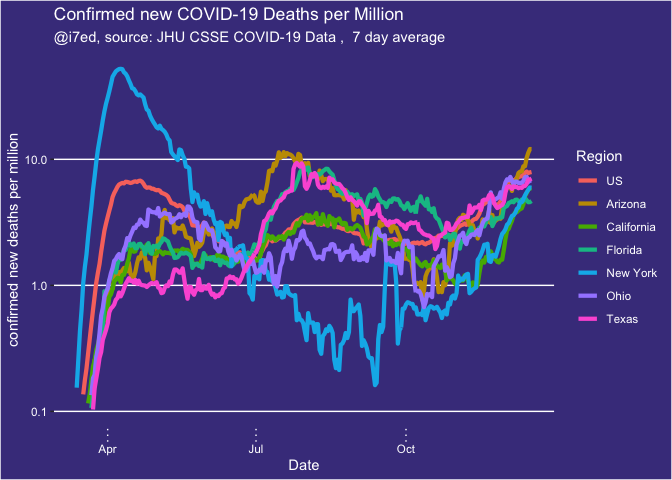 Confirmed new COVID-19 Deaths per Million
@i7ed, source: JHU CSSE COVID-19 Data ,  7 day average
confirmed new deaths per million
10.0
1.0
0.1
Apr
Jul
Oct
Date
Region
US
Arizona
California
Florida
New York
Ohio
Texas